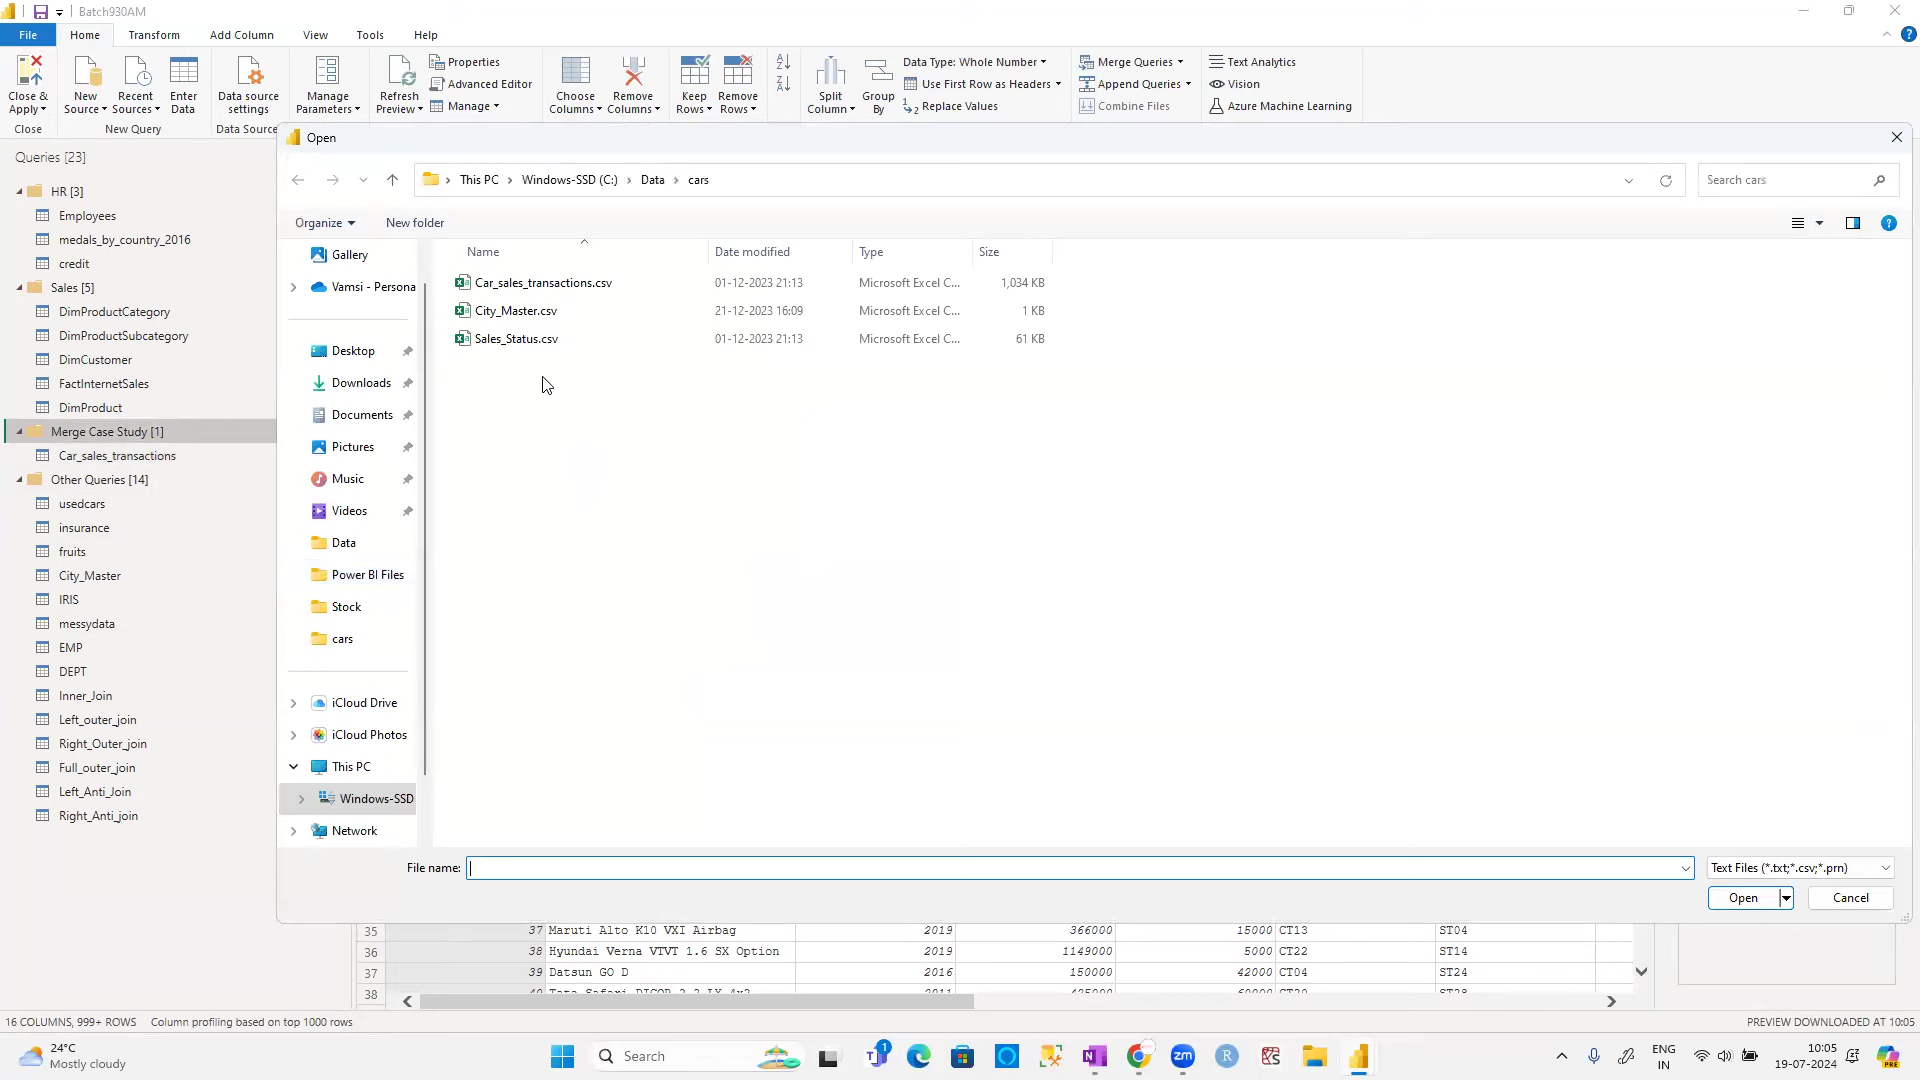 Batch930AM
File Home Transform Add Column View Tools Help
Close & Apply
New Source
Recent Sources
Enter Data
Data source settings
Manage Parameters
Refresh Preview
Properties
Advanced Editor
Manage
Choose Columns
Remove Columns
Keep Rows
Remove Rows
Split Column
Group By
Data Type: Whole Number
Use First Row as Headers
Replace Values
Merge Queries
Append Queries
Combine Files
Text Analytics
Vision
Azure Machine Learning
Close
New Query
Data Source
Queries [23]
HR [3]
Employees
medals_by_country_2016
credit
Sales [5]
DimProductCategory
DimProductSubcategory
DimCustomer
FactInternetSales
DimProduct
Merge Case Study [1]
Car_sales_transactions
Other Queries [14]
usedcars
insurance
fruits
City_Master
IRIS
messydata
EMP
DEPT
Inner_Join
Left_outer_join
Right_Outer_join
Full_outer_join
Left_Anti_Join
Right_Anti_join
Open
This PC > Windows-SSD (C:) > Data > cars
Search cars
Organize New folder
Gallery
Vamsi - Persona
Desktop
Downloads
Documents
Pictures
Music
Videos
Data
Power BI Files
Stock
cars
iCloud Drive
iCloud Photos
This PC
Windows-SSD
Network
Name Date modified Type Size
Car_sales_transactions.csv 01-12-2023 21:13 Microsoft Excel C... 1,034 KB
City_Master.csv 21-12-2023 16:09 Microsoft Excel C... 1 KB
Sales_Status.csv 01-12-2023 21:13 Microsoft Excel C... 61 KB
File name:
Text Files (*.txt;*.csv;*.prn)
Open Cancel
35 37 Maruti Alto K10 VXI Airbag 2019 366000 15000 CT13 ST04
36 38 Hyundai Verna VTVT 1.6 SX Option 2019 1149000 5000 CT22 ST14
37 39 Datsun GO D 2016 150000 42000 CT04 ST24
38
16 COLUMNS, 999+ ROWS Column profiling based on top 1000 rows PREVIEW DOWNLOADED AT 10:05
24°C
Mostly cloudy
Search
1
ENG
IN
10:05
19-07-2024
PRE